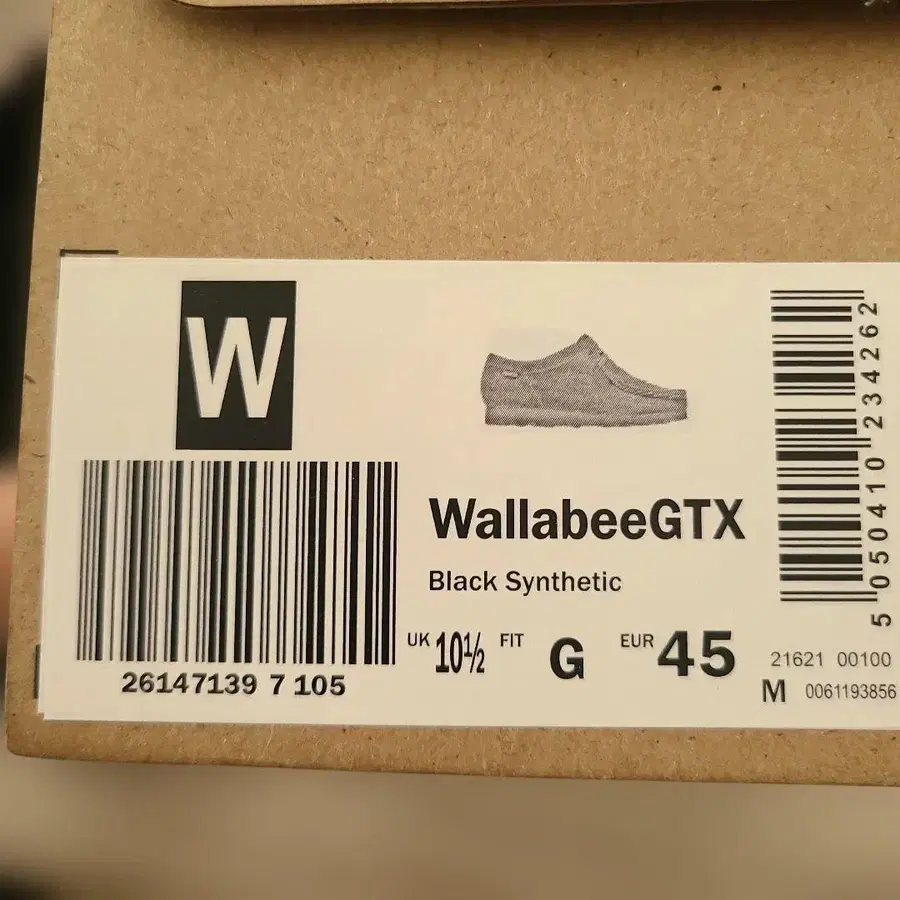 W
26147139 7 105
WallabeeGTX
Black Synthetic
UK 10½ FIT G EUR 45
5 050410 234262
21621 00100
M 0061193856